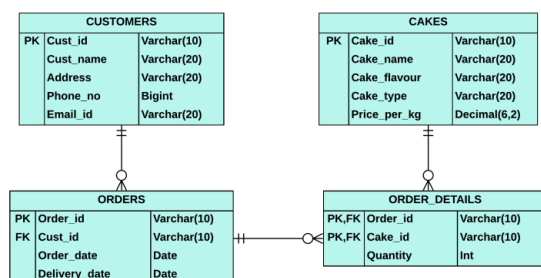 CUSTOMERS
PK Cust_id Varchar(10)
Cust_name Varchar(20)
Address Varchar(20)
Phone_no Bigint
Email_id Varchar(20)
CAKES
PK Cake_id Varchar(10)
Cake_name Varchar(20)
Cake_flavour Varchar(20)
Cake_type Varchar(20)
Price_per_kg Decimal(6,2)
ORDERS
PK Order_id Varchar(10)
FK Cust_id Varchar(10)
Order_date Date
Delivery_date Date
ORDER_DETAILS
PK,FK Order_id Varchar(10)
PK,FK Cake_id Varchar(10)
Quantity Int